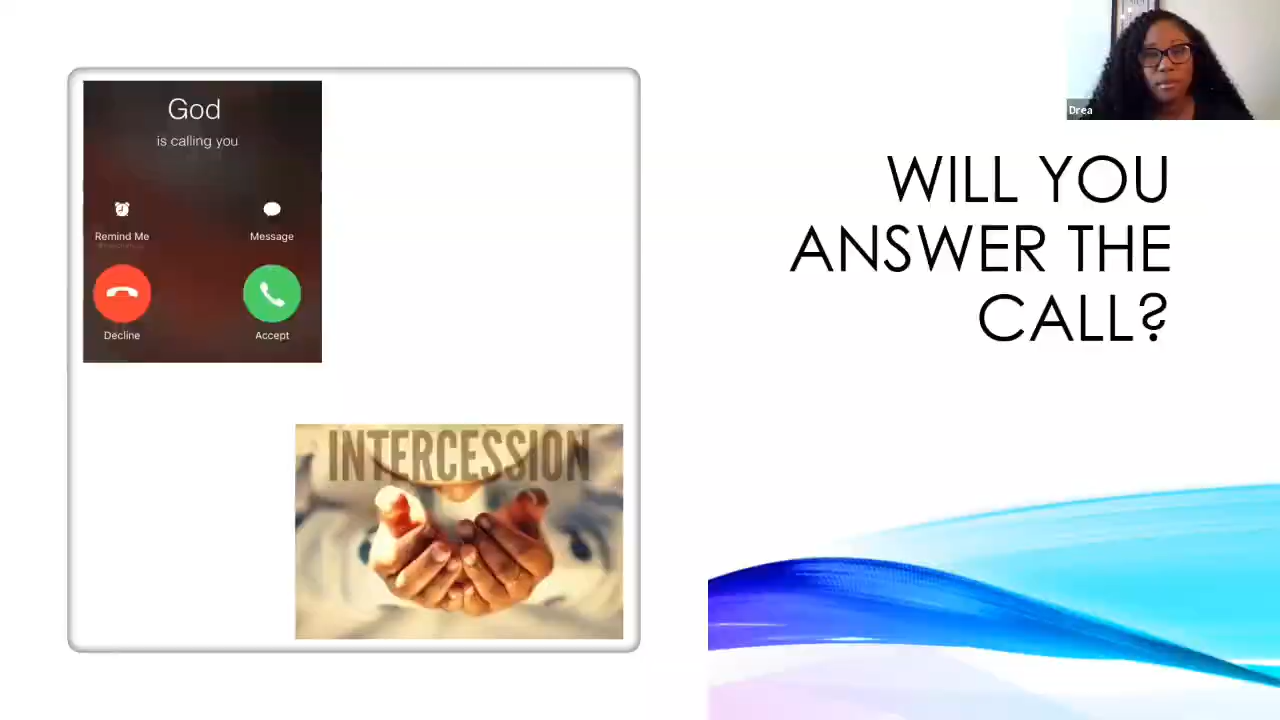 God
is calling you
Remind Me
Message
Decline
Accept
INTERCESSION
Drea
WILL YOU
ANSWER THE
CALL?